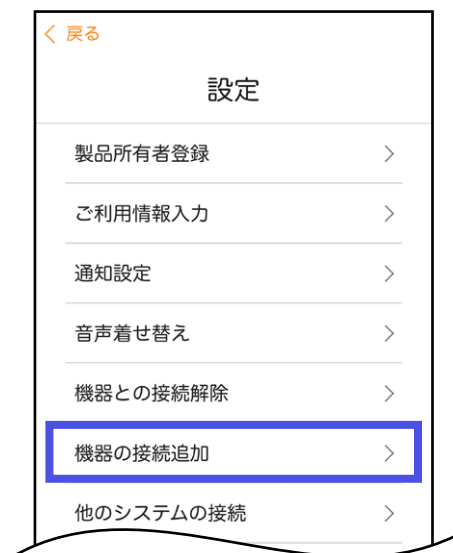 戻る
設定
製品所有者登録
ご利用情報入力
通知設定
音声着せ替え
機器との接続解除
機器の接続追加
他のシステムの接続